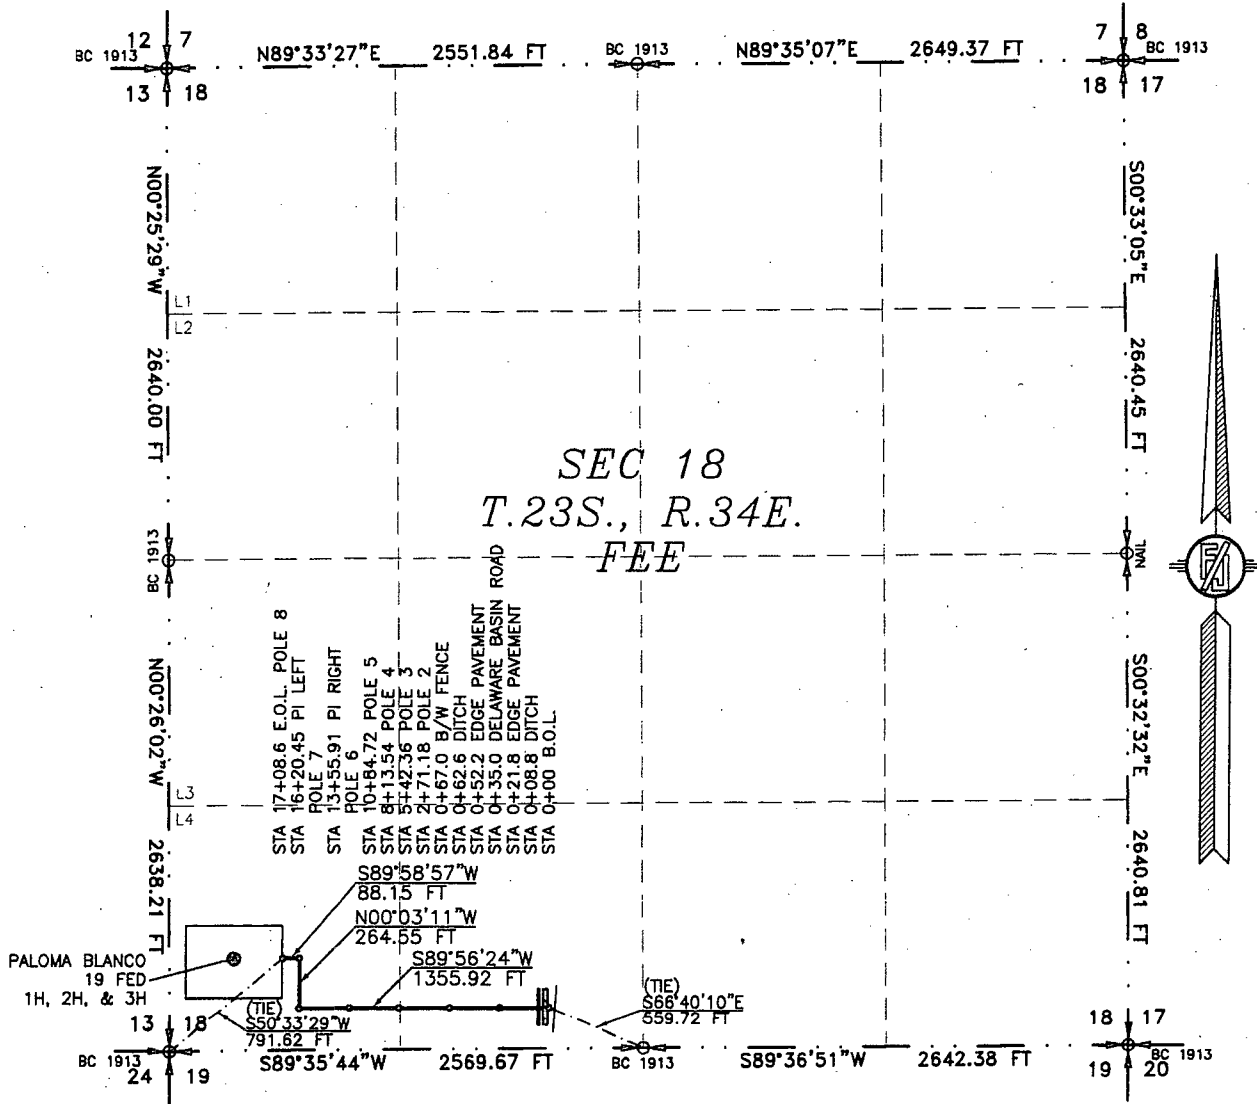 12 7
BC 1913
13 18
N89°33'27"E 2551.84 FT
BC 1913
N89°35'07"E 2649.37 FT
7 8
BC 1913
18 17
N00°25'29"W
2640.00 FT
S00°33'05"E
2640.45 FT
L1
L2
SEC 18
T.23S., R.34E.
FEE
BC 1913
NAIL
N00°26'02"W
2638.21 FT
S00°32'32"E
2640.81 FT
L3
L4
STA 17+08.6 E.O.L. POLE 8
STA 16+20.45 PI LEFT
POLE 7
STA 13+55.91 PI RIGHT
POLE 6
STA 10+84.72 POLE 5
STA 8+13.54 POLE 4
STA 5+42.36 POLE 3
STA 2+71.18 POLE 2
STA 0+67.0 B/W FENCE
STA 0+62.6 DITCH
STA 0+52.2 EDGE PAVEMENT
STA 0+35.0 DELAWARE BASIN ROAD
STA 0+21.8 EDGE PAVEMENT
STA 0+08.8 DITCH
STA 0+00 B.O.L.
S89°58'57"W
88.15 FT
N00°03'11"W
264.55 FT
S89°56'24"W
1355.92 FT
PALOMA BLANCO
19 FED
1H, 2H, & 3H
(TIE)
S50°33'29"W
791.62 FT
(TIE)
S66°40'10"E
559.72 FT
13 18
BC 1913
24 19
S89°35'44"W 2569.67 FT
BC 1913
S89°36'51"W 2642.38 FT
18 17
BC 1913
19 20